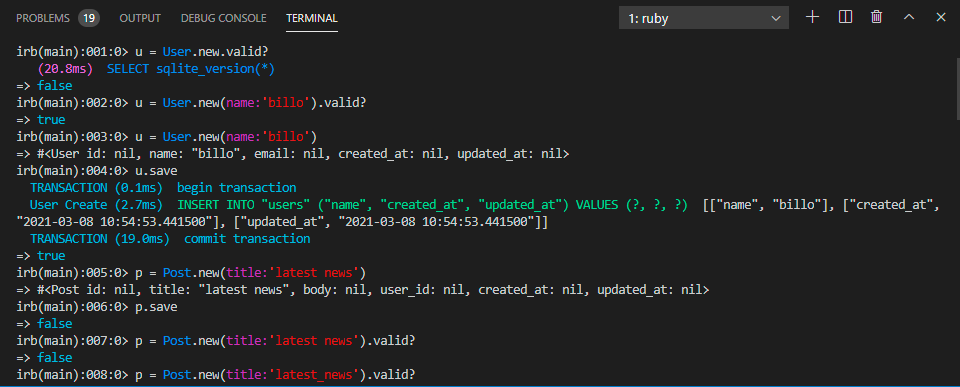 PROBLEMS 19 OUTPUT DEBUG CONSOLE TERMINAL 1: ruby
irb(main):001:0> u = User.new.valid?
(20.8ms) SELECT sqlite_version(*)
=> false
irb(main):002:0> u = User.new(name:'billo').valid?
=> true
irb(main):003:0> u = User.new(name:'billo')
=> #<User id: nil, name: "billo", email: nil, created_at: nil, updated_at: nil>
irb(main):004:0> u.save
TRANSACTION (0.1ms) begin transaction
User Create (2.7ms) INSERT INTO "users" ("name", "created_at", "updated_at") VALUES (?, ?, ?) [["name", "billo"], ["created_at",
"2021-03-08 10:54:53.441500"], ["updated_at", "2021-03-08 10:54:53.441500"]]
TRANSACTION (19.0ms) commit transaction
=> true
irb(main):005:0> p = Post.new(title:'latest news')
=> #<Post id: nil, title: "latest news", body: nil, user_id: nil, created_at: nil, updated_at: nil>
irb(main):006:0> p.save
=> false
irb(main):007:0> p = Post.new(title:'latest news').valid?
=> false
irb(main):008:0> p = Post.new(title:'latest_news').valid?